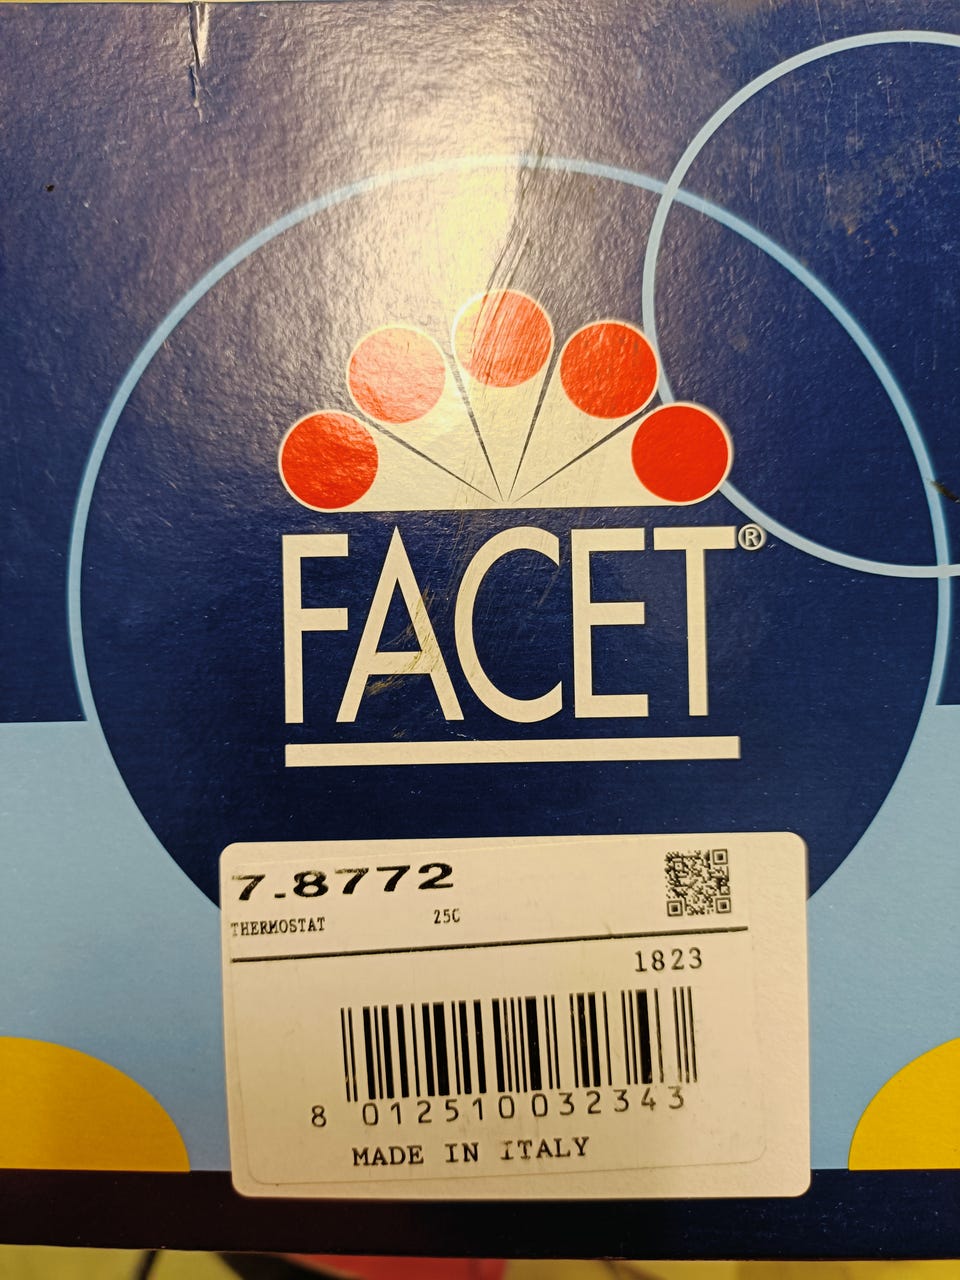 FACET®
7.8772
THERMOSTAT 25C
1823
8 012510 032343
MADE IN ITALY